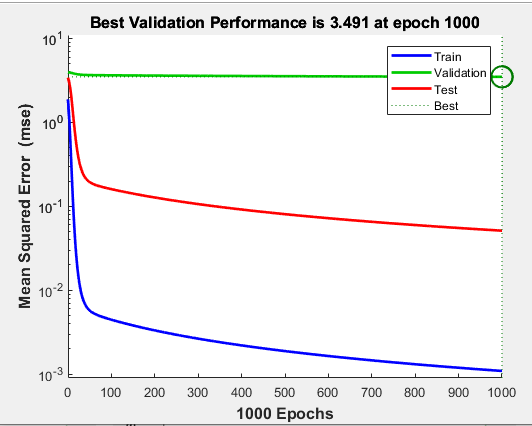 Best Validation Performance is 3.491 at epoch 1000
Mean Squared Error (mse)
10^1
10^0
10^-1
10^-2
10^-3
Train
Validation
Test
Best
0 100 200 300 400 500 600 700 800 900 1000
1000 Epochs